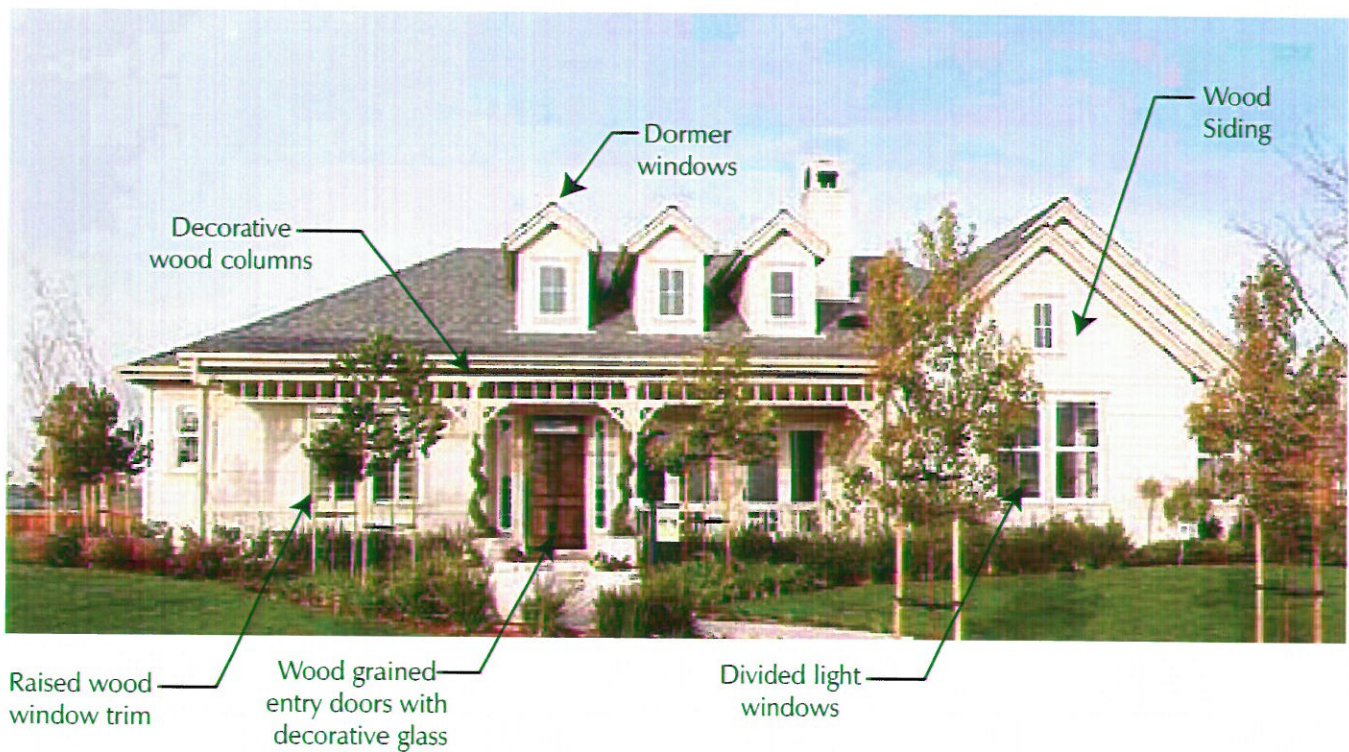 Wood
Siding
Dormer
windows
Decorative
wood columns
Raised wood
window trim
Wood grained
entry doors with
decorative glass
Divided light
windows